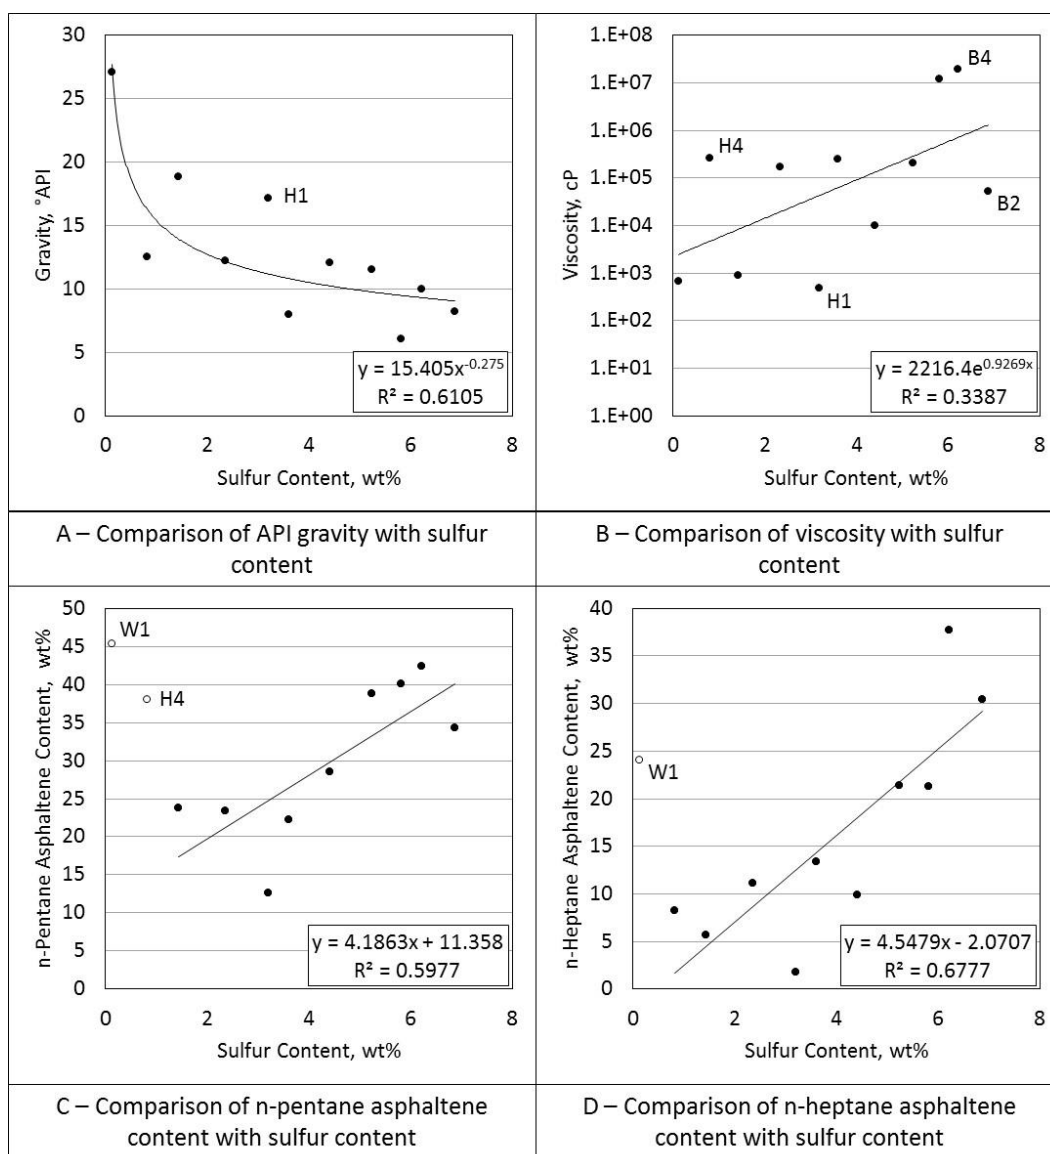 30
25
20
15
10
5
0
Gravity, °API
H1
y = 15.405x^-0.275
R² = 0.6105
0 2 4 6 8
Sulfur Content, wt%
A – Comparison of API gravity with sulfur
content
1.E+08
1.E+07
1.E+06
1.E+05
1.E+04
1.E+03
1.E+02
1.E+01
1.E+00
Viscosity, cP
B4
H4
B2
H1
y = 2216.4e^0.9269x
R² = 0.3387
0 2 4 6 8
Sulfur Content, wt%
B – Comparison of viscosity with sulfur
content
50
45
40
35
30
25
20
15
10
5
0
n-Pentane Asphaltene Content, wt%
W1
H4
y = 4.1863x + 11.358
R² = 0.5977
0 2 4 6 8
Sulfur Content, wt%
C – Comparison of n-pentane asphaltene
content with sulfur content
40
35
30
25
20
15
10
5
0
n-Heptane Asphaltene Content, wt%
W1
y = 4.5479x - 2.0707
R² = 0.6777
0 2 4 6 8
Sulfur Content, wt%
D – Comparison of n-heptane asphaltene
content with sulfur content